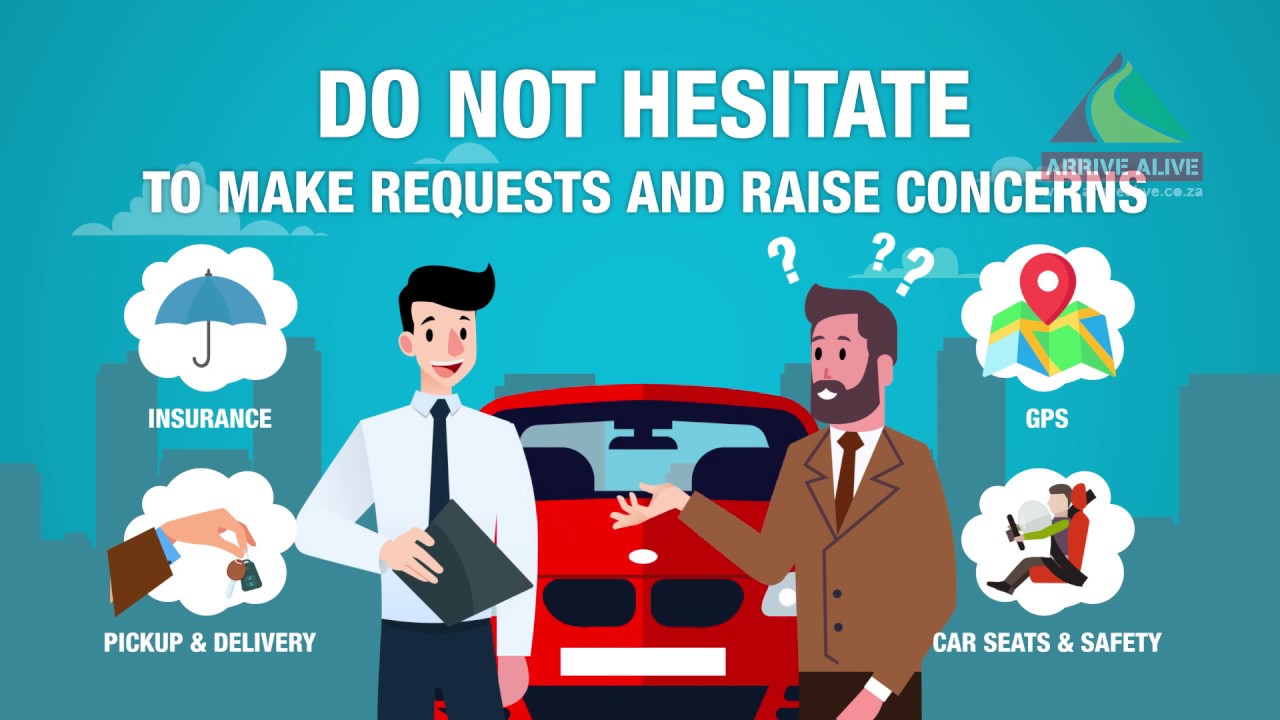 DO NOT HESITATE
TO MAKE REQUESTS AND RAISE CONCERNS
ARRIVE ALIVE
? ? ?
INSURANCE
GPS
PICKUP & DELIVERY
CAR SEATS & SAFETY